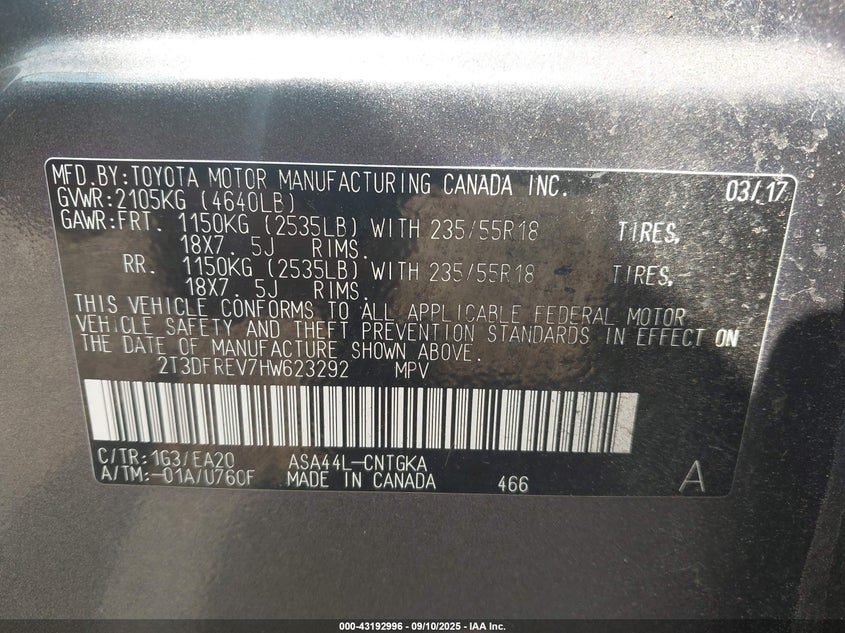 MFD.BY:TOYOTA MOTOR MANUFACTURING CANADA INC. 03/17
GVWR:2105KG (4640LB)
GAWR:FRT. 1150KG (2535LB) WITH 235/55R18 TIRES,
18X7. 5J RIMS.
RR. 1150KG (2535LB) WITH 235/55R18 TIRES,
18X7. 5J RIMS.
THIS VEHICLE CONFORMS TO ALL APPLICABLE FEDERAL MOTOR
VEHICLE SAFETY AND THEFT PREVENTION STANDARDS IN EFFECT ON
THE DATE OF MANUFACTURE SHOWN ABOVE.
2T3DFREV7HW623292 MPV
C/TR:1G3/EA20 ASA44L-CNTGKA
A/TM:-01A/U760F MADE IN CANADA 466 A
000-43192996 - 09/10/2025 - IAA Inc.